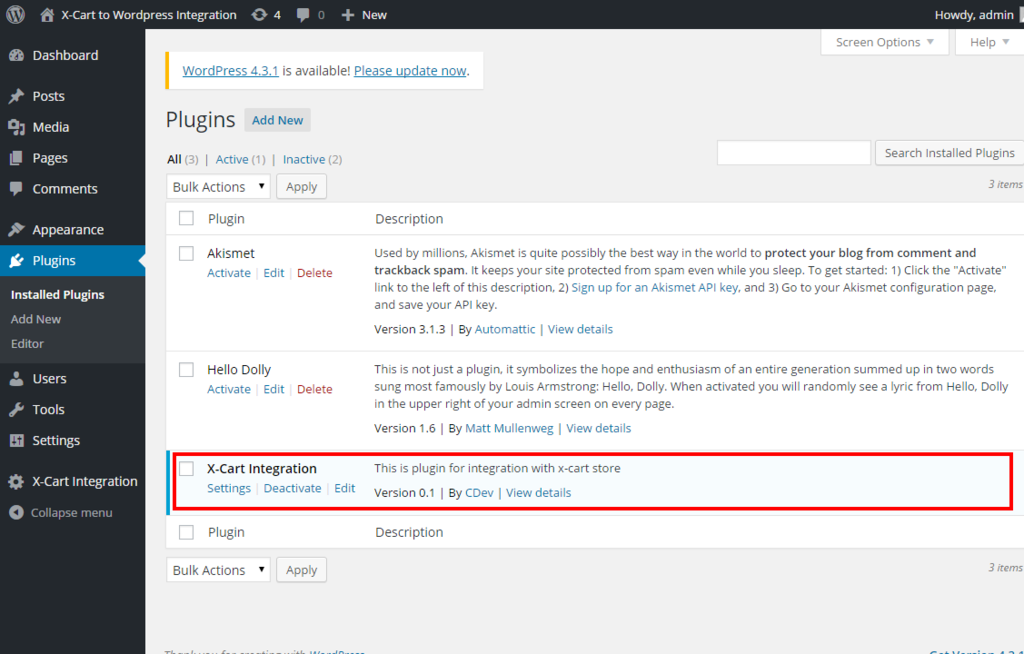 X-Cart to Wordpress Integration 4 0 New Howdy, admin
Screen Options Help
Dashboard
Posts
Media
Pages
Comments
Appearance
Plugins
Installed Plugins
Add New
Editor
Users
Tools
Settings
X-Cart Integration
Collapse menu
WordPress 4.3.1 is available! Please update now.
Plugins Add New
All (3) | Active (1) | Inactive (2)
Search Installed Plugins
Bulk Actions Apply
3 items
Plugin Description
Akismet
Activate | Edit | Delete
Used by millions, Akismet is quite possibly the best way in the world to protect your blog from comment and
trackback spam. It keeps your site protected from spam even while you sleep. To get started: 1) Click the "Activate"
link to the left of this description, 2) Sign up for an Akismet API key, and 3) Go to your Akismet configuration page,
and save your API key.
Version 3.1.3 | By Automattic | View details
Hello Dolly
Activate | Edit | Delete
This is not just a plugin, it symbolizes the hope and enthusiasm of an entire generation summed up in two words
sung most famously by Louis Armstrong: Hello, Dolly. When activated you will randomly see a lyric from Hello, Dolly
in the upper right of your admin screen on every page.
Version 1.6 | By Matt Mullenweg | View details
X-Cart Integration
Settings | Deactivate | Edit
This is plugin for integration with x-cart store
Version 0.1 | By CDev | View details
Plugin Description
Bulk Actions Apply
3 items
Thank you for creating with WordPress
Get Version 4.3.1